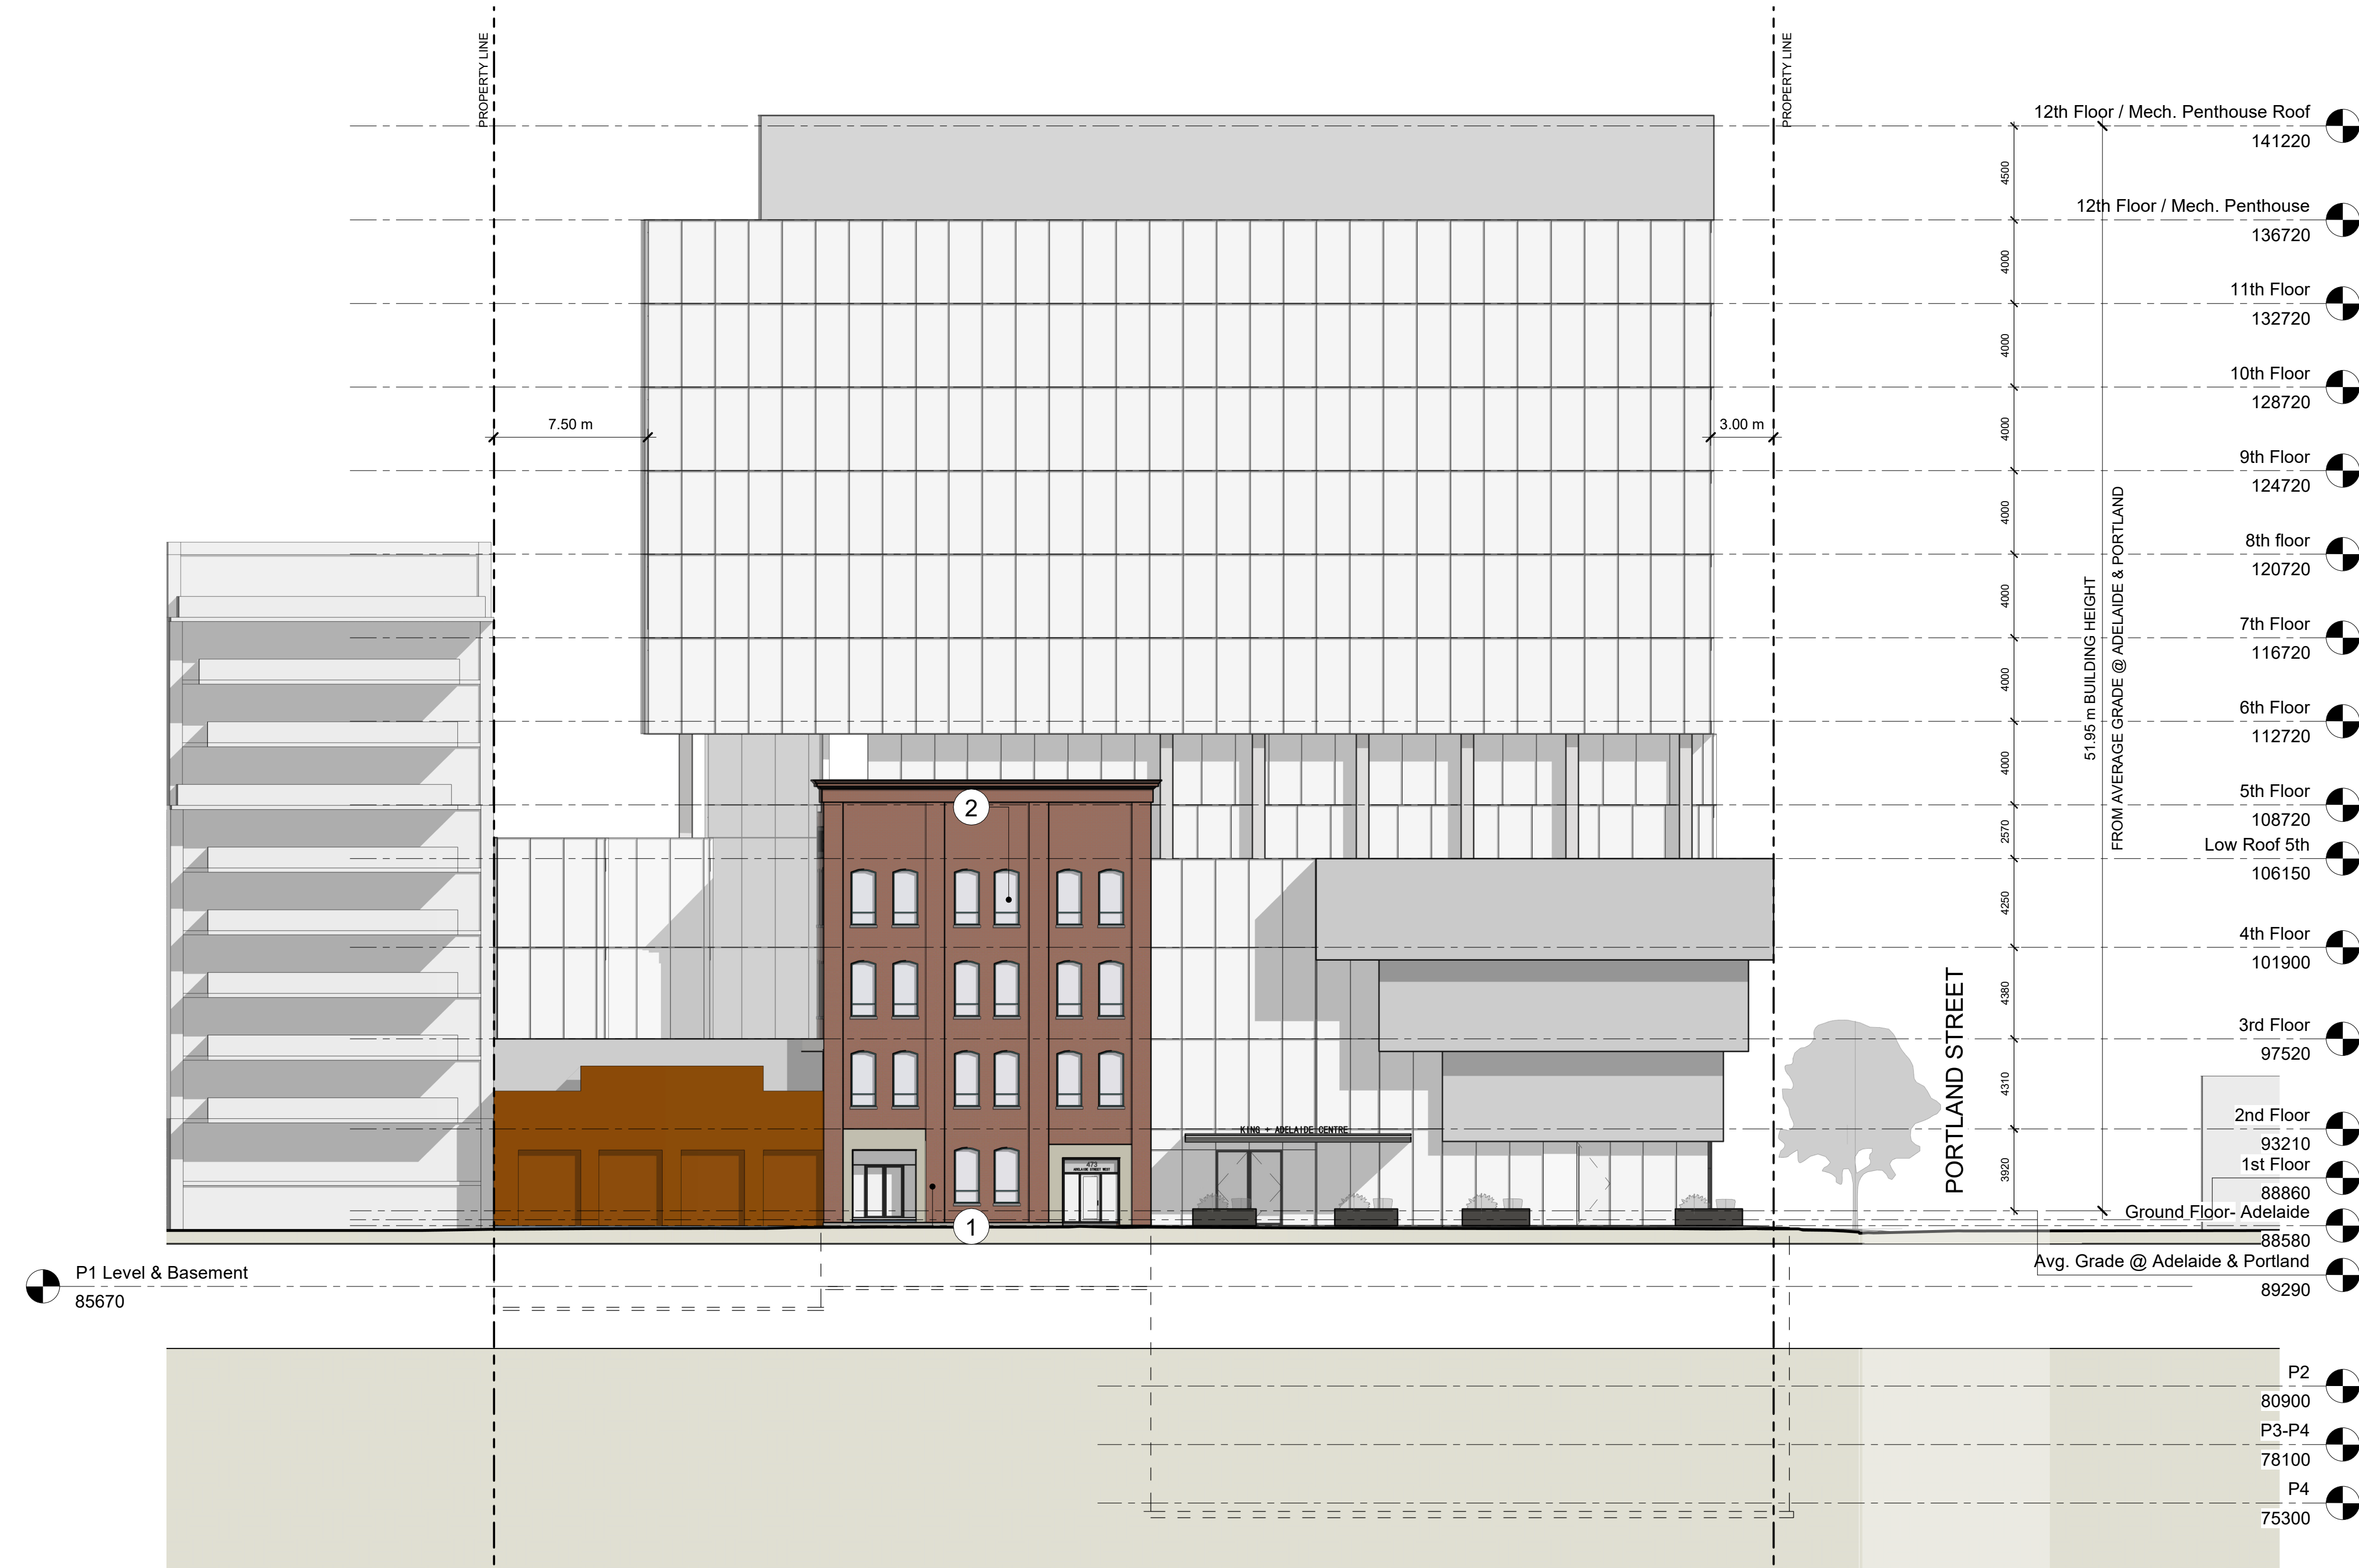 PROPERTY LINE
PROPERTY LINE
12th Floor / Mech. Penthouse Roof
141220
4500
12th Floor / Mech. Penthouse
136720
4000
11th Floor
132720
4000
10th Floor
128720
7.50 m
3.00 m
4000
9th Floor
124720
4000
8th floor
120720
4000
7th Floor
116720
4000
6th Floor
112720
4000
51.95 m BUILDING HEIGHT
FROM AVERAGE GRADE @ ADELAIDE & PORTLAND
5th Floor
108720
2
2570
Low Roof 5th
106150
4250
4th Floor
101900
4380
PORTLAND STREET
3rd Floor
97520
4310
2nd Floor
93210
KING + ADELAIDE CENTRE
473
ADELAIDE STREET WEST
3920
1st Floor
88860
1
Ground Floor- Adelaide
88580
Avg. Grade @ Adelaide & Portland
89290
P1 Level & Basement
85670
P2
80900
P3-P4
78100
P4
75300